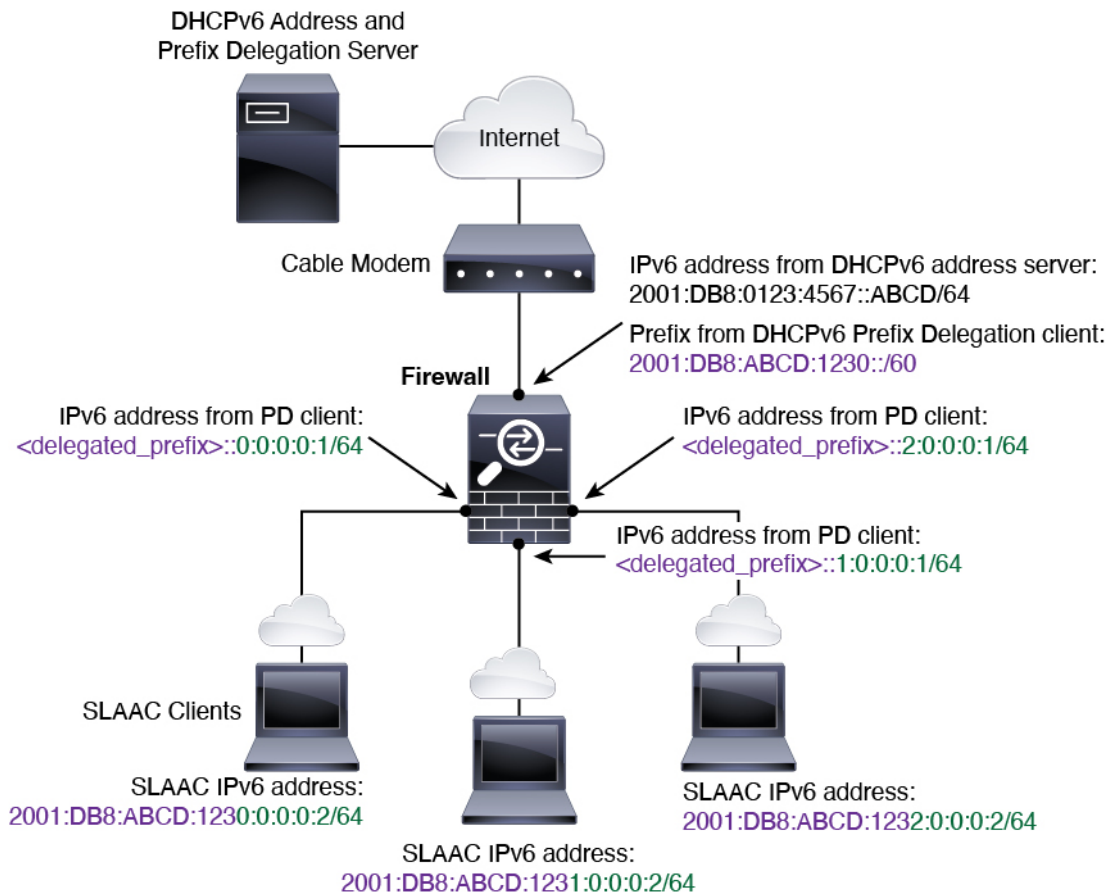 DHCPv6 Address and
Prefix Delegation Server
Internet
Cable Modem
IPv6 address from DHCPv6 address server:
2001:DB8:0123:4567::ABCD/64
Prefix from DHCPv6 Prefix Delegation client:
2001:DB8:ABCD:1230::/60
Firewall
IPv6 address from PD client:
<delegated_prefix>::0:0:0:0:1/64
IPv6 address from PD client:
<delegated_prefix>::2:0:0:0:1/64
IPv6 address from PD client:
<delegated_prefix>::1:0:0:0:1/64
SLAAC Clients
SLAAC IPv6 address:
2001:DB8:ABCD:1230:0:0:0:2/64
SLAAC IPv6 address:
2001:DB8:ABCD:1231:0:0:0:2/64
SLAAC IPv6 address:
2001:DB8:ABCD:1232:0:0:0:2/64